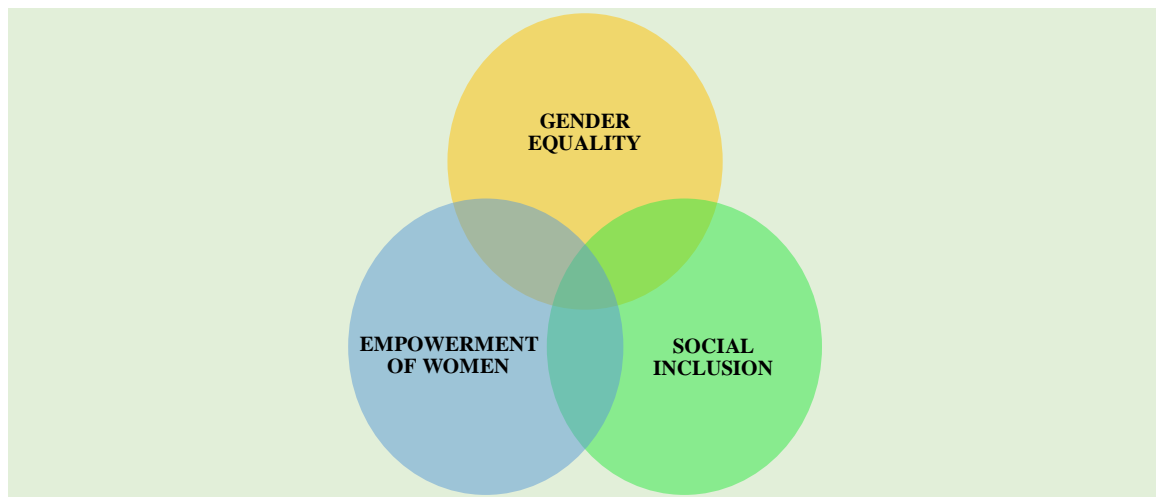 GENDER
EQUALITY
EMPOWERMENT
OF WOMEN
SOCIAL
INCLUSION